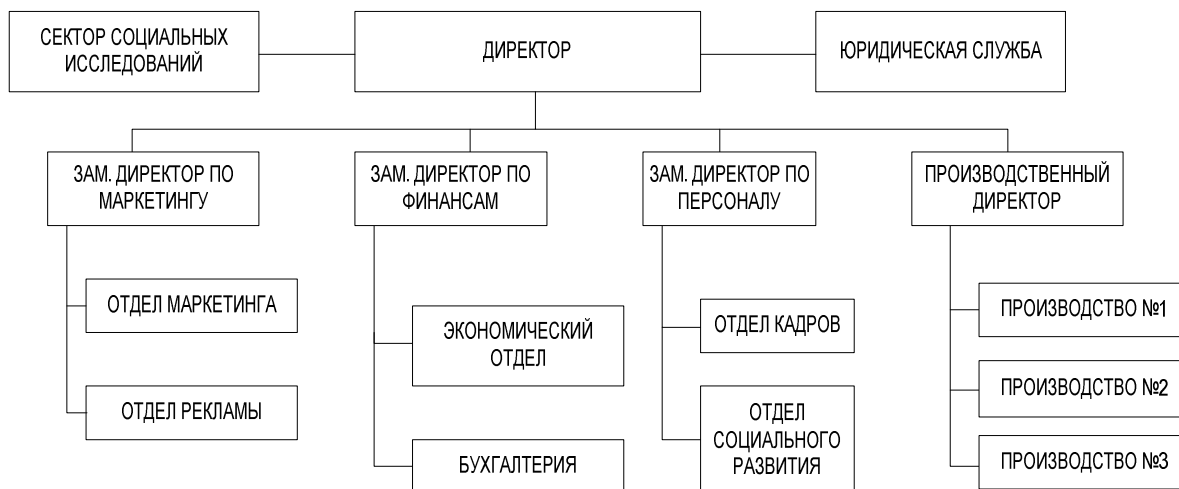 СЕКТОР СОЦИАЛЬНЫХ
ИССЛЕДОВАНИЙ
ДИРЕКТОР
ЮРИДИЧЕСКАЯ СЛУЖБА
ЗАМ. ДИРЕКТОР ПО
МАРКЕТИНГУ
ЗАМ. ДИРЕКТОР ПО
ФИНАНСАМ
ЗАМ. ДИРЕКТОР ПО
ПЕРСОНАЛУ
ПРОИЗВОДСТВЕННЫЙ
ДИРЕКТОР
ОТДЕЛ МАРКЕТИНГА
ОТДЕЛ РЕКЛАМЫ
ЭКОНОМИЧЕСКИЙ
ОТДЕЛ
БУХГАЛТЕРИЯ
ОТДЕЛ КАДРОВ
ОТДЕЛ
СОЦИАЛЬНОГО
РАЗВИТИЯ
ПРОИЗВОДСТВО №1
ПРОИЗВОДСТВО №2
ПРОИЗВОДСТВО №3